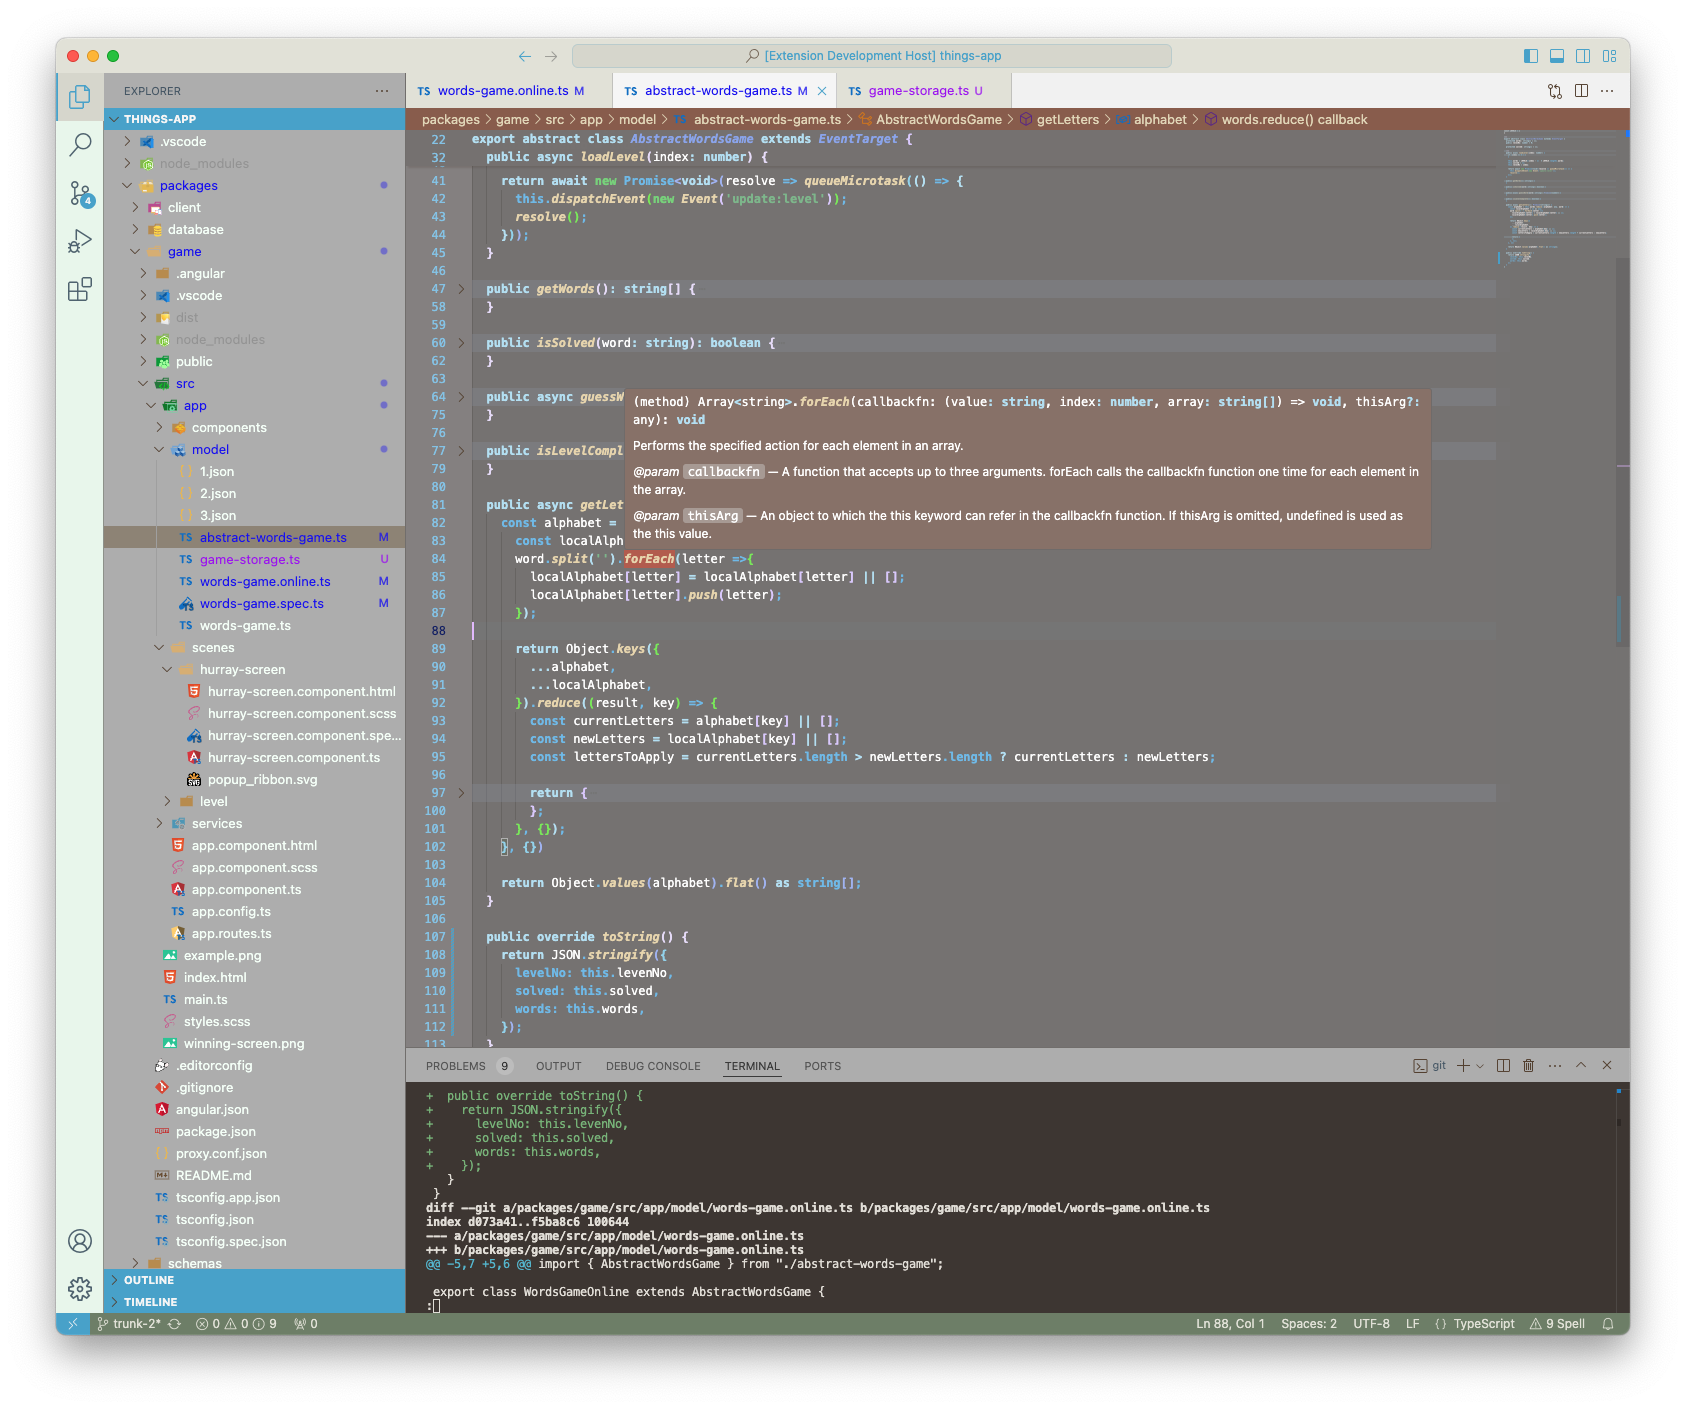 [Extension Development Host] things-app
EXPLORER
THINGS-APP
.vscode
node_modules
packages
client
database
game
.angular
.vscode
dist
node_modules
public
src
app
components
model
1.json
2.json
3.json
abstract-words-game.ts M
game-storage.ts U
words-game.online.ts M
words-game.spec.ts M
words-game.ts
scenes
hurray-screen
hurray-screen.component.html
hurray-screen.component.scss
hurray-screen.component.spe...
hurray-screen.component.ts
popup_ribbon.svg
level
services
app.component.html
app.component.scss
app.component.ts
app.config.ts
app.routes.ts
example.png
index.html
main.ts
styles.scss
winning-screen.png
.editorconfig
.gitignore
angular.json
package.json
proxy.conf.json
README.md
tsconfig.app.json
tsconfig.json
tsconfig.spec.json
schemas
OUTLINE
TIMELINE
4
TS words-game.online.ts M
TS abstract-words-game.ts M
TS game-storage.ts U
packages > game > src > app > model > TS abstract-words-game.ts > AbstractWordsGame > getLetters > alphabet > words.reduce() callback
22 export abstract class AbstractWordsGame extends EventTarget {
32 public async loadLevel(index: number) {
41 return await new Promise<void>(resolve => queueMicrotask(() => {
42 this.dispatchEvent(new Event('update:level'));
43 resolve();
44 }));
45 }
46
47 public getWords(): string[] {
58 }
59
60 public isSolved(word: string): boolean {
62 }
63
64 public async guessW
75 }
76
77 public isLevelCompl
79 }
80
81 public async getLet
82 const alphabet =
83 const localAlph
84 word.split('').forEach(letter =>{
85 localAlphabet[letter] = localAlphabet[letter] || [];
86 localAlphabet[letter].push(letter);
87 });
88
89 return Object.keys({
90 ...alphabet,
91 ...localAlphabet,
92 }).reduce((result, key) => {
93 const currentLetters = alphabet[key] || [];
94 const newLetters = localAlphabet[key] || [];
95 const lettersToApply = currentLetters.length > newLetters.length ? currentLetters : newLetters;
96
97 return {
100 };
101 }, {});
102 }, {})
103
104 return Object.values(alphabet).flat() as string[];
105 }
106
107 public override toString() {
108 return JSON.stringify({
109 levelNo: this.levenNo,
110 solved: this.solved,
111 words: this.words,
112 });
113 }
(method) Array<string>.forEach(callbackfn: (value: string, index: number, array: string[]) => void, thisArg?:
any): void
Performs the specified action for each element in an array.
@param callbackfn — A function that accepts up to three arguments. forEach calls the callbackfn function one time for each element in
the array.
@param thisArg — An object to which the this keyword can refer in the callbackfn function. If thisArg is omitted, undefined is used as
the this value.
PROBLEMS 9 OUTPUT DEBUG CONSOLE TERMINAL PORTS
git
+ public override toString() {
+ return JSON.stringify({
+ levelNo: this.levenNo,
+ solved: this.solved,
+ words: this.words,
+ });
}
}
diff --git a/packages/game/src/app/model/words-game.online.ts b/packages/game/src/app/model/words-game.online.ts
index d073a41..f5ba8c6 100644
--- a/packages/game/src/app/model/words-game.online.ts
+++ b/packages/game/src/app/model/words-game.online.ts
@@ -5,7 +5,6 @@ import { AbstractWordsGame } from "./abstract-words-game";
export class WordsGameOnline extends AbstractWordsGame {
:
trunk-2* 0 0 9 0
Ln 88, Col 1 Spaces: 2 UTF-8 LF {} TypeScript 9 Spell